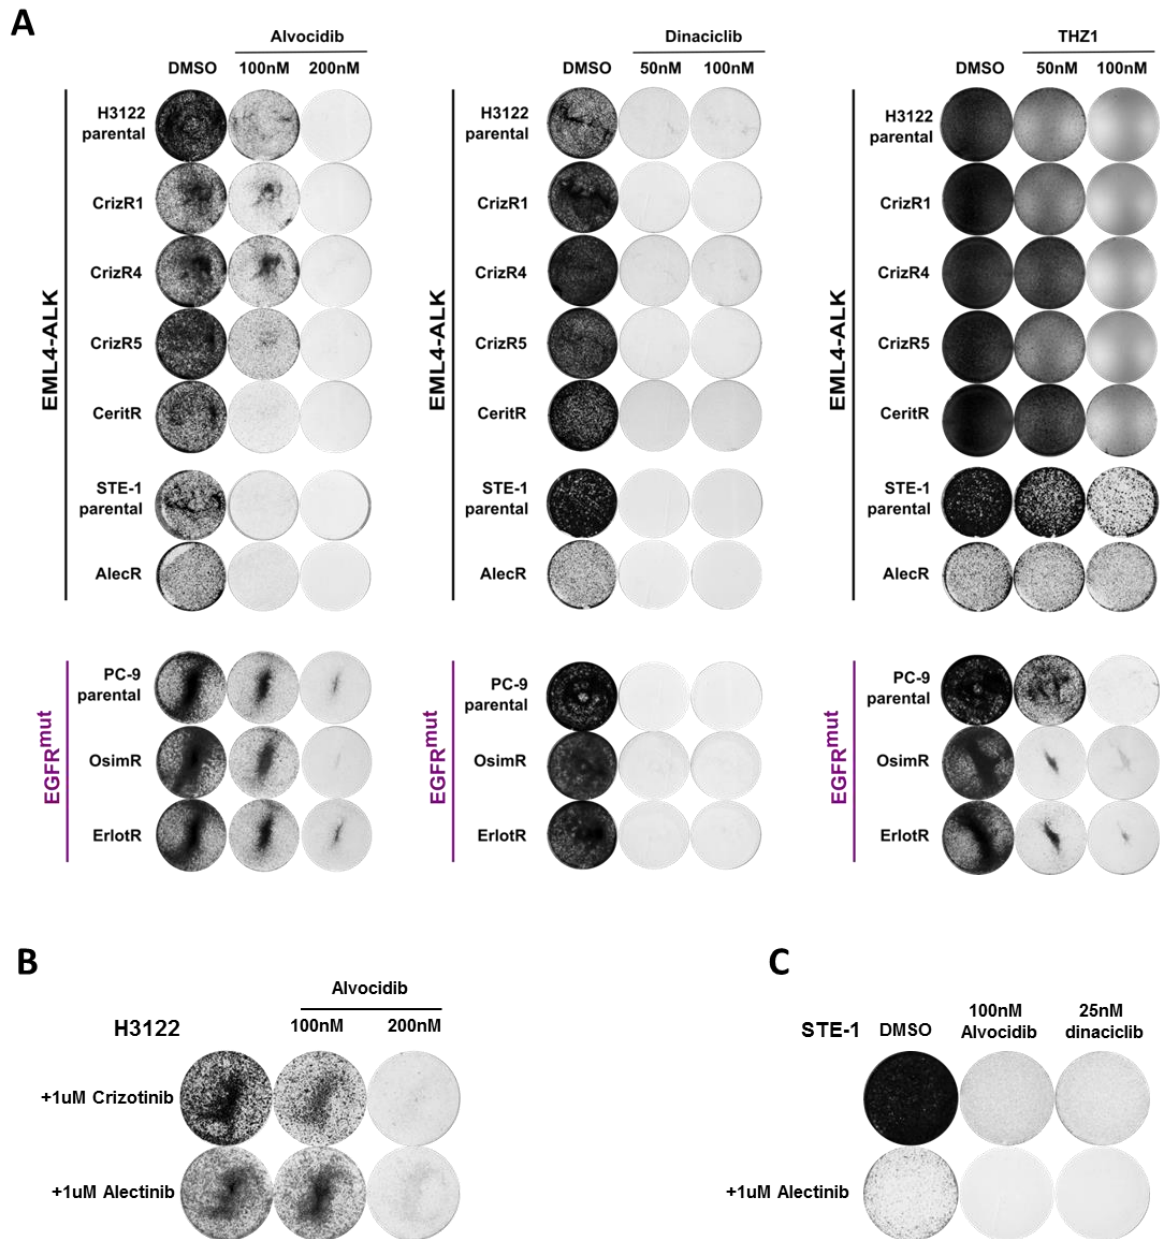 A
Alvocidib
DMSO 100nM 200nM
EML4-ALK
H3122
parental
CrizR1
CrizR4
CrizR5
CeritR
STE-1
parental
AlecR
EGFRmut
PC-9
parental
OsimR
ErlotR
Dinaciclib
DMSO 50nM 100nM
EML4-ALK
H3122
parental
CrizR1
CrizR4
CrizR5
CeritR
STE-1
parental
AlecR
EGFRmut
PC-9
parental
OsimR
ErlotR
THZ1
DMSO 50nM 100nM
EML4-ALK
H3122
parental
CrizR1
CrizR4
CrizR5
CeritR
STE-1
parental
AlecR
EGFRmut
PC-9
parental
OsimR
ErlotR
B
Alvocidib
H3122 100nM 200nM
+1uM Crizotinib
+1uM Alectinib
C
STE-1 DMSO
100nM
Alvocidib
25nM
dinaciclib
+1uM Alectinib